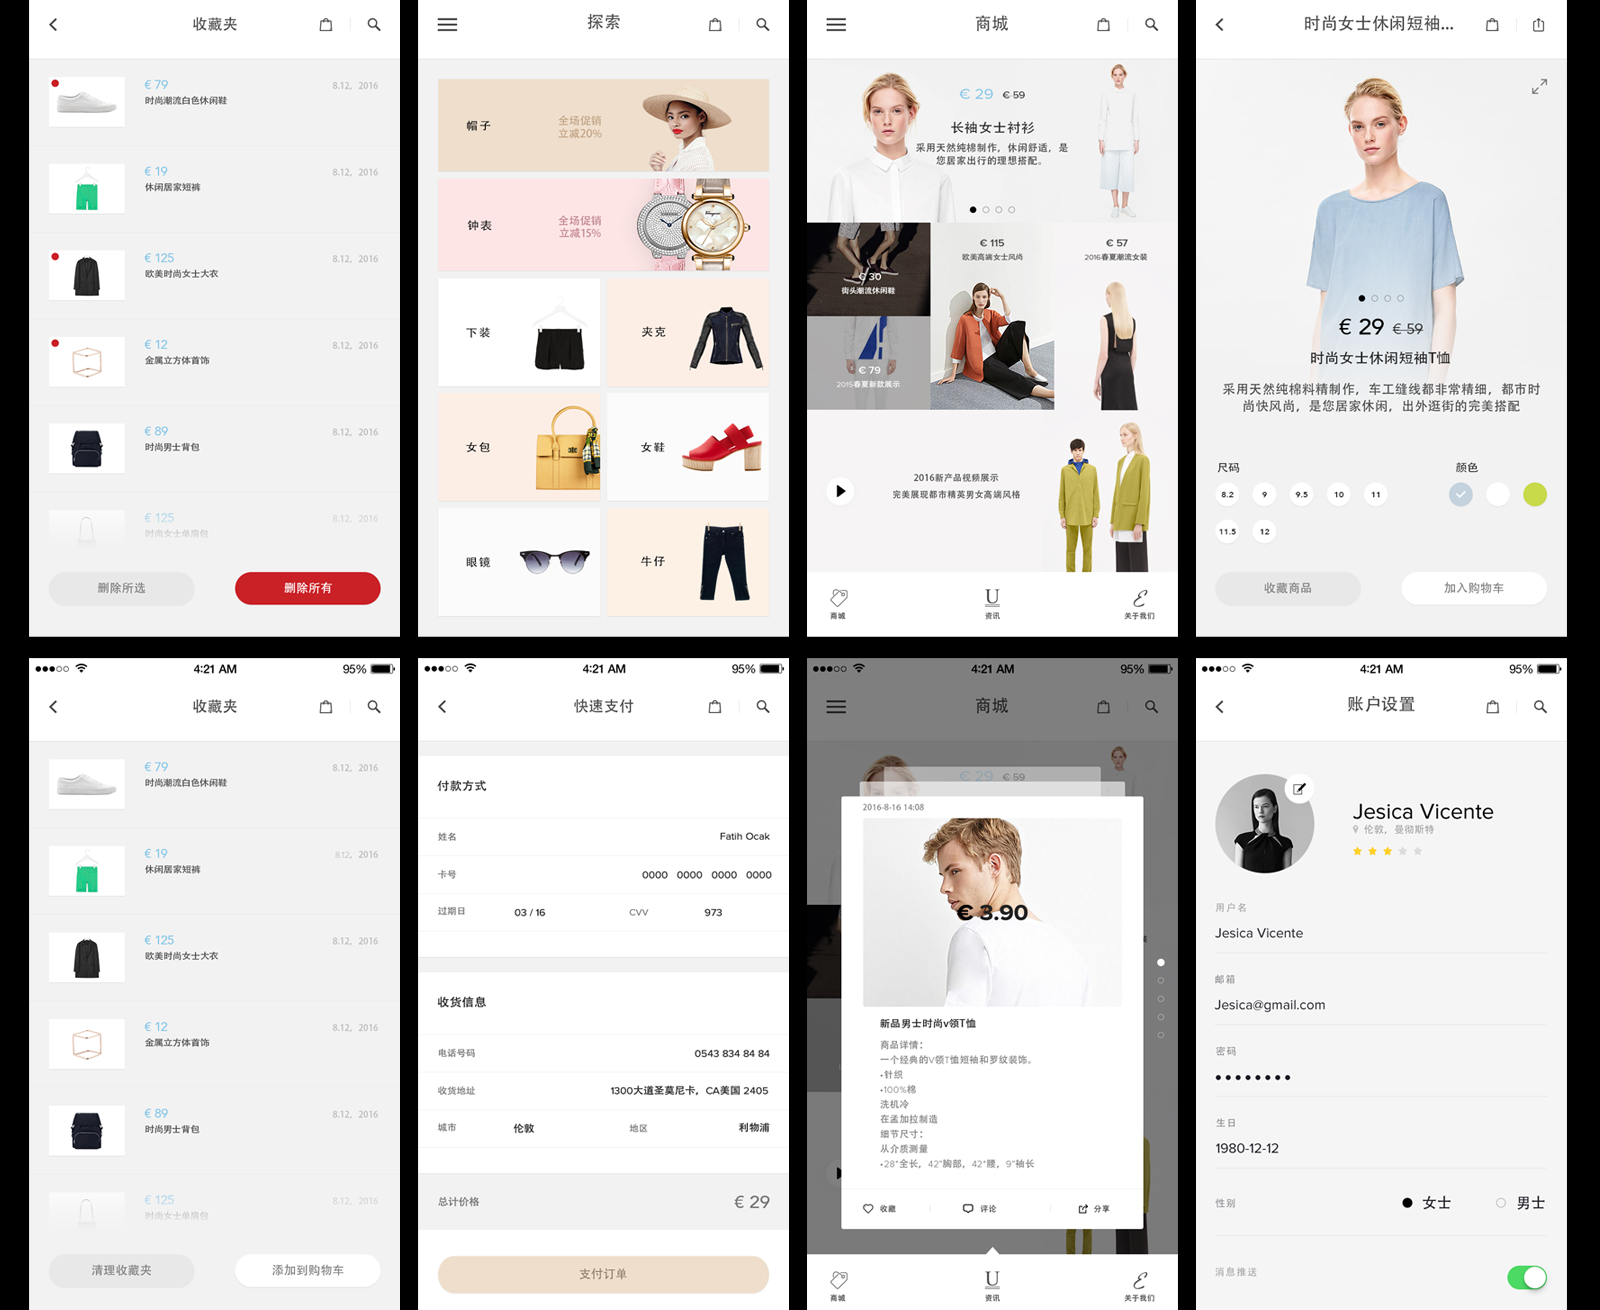 收藏夹
€ 79
8.12, 2016
时尚潮流白色休闲鞋
€ 19
8.12, 2016
休闲居家短裤
€ 125
8.12, 2016
欧美时尚女士大衣
€ 12
8.12, 2016
金属立方体首饰
€ 89
8.12, 2016
时尚男士背包
€ 125
8.12, 2016
时尚女士单肩包
删除所选
删除所有
探索
帽子
全场促销
立减20%
钟表
全场促销
立减15%
下装
夹克
女包
女鞋
眼镜
牛仔
商城
€ 29 € 59
长袖女士衬衫
采用天然纯棉制作，休闲舒适，是
您居家出行的理想搭配。
€ 30
街头潮流休闲鞋
€ 115
欧美高端女士风尚
€ 57
2016春夏潮流女装
€ 79
2015春夏新款展示
2016新产品视频展示
完美展现都市精英男女高端风格
商城
U
资讯
关于我们
时尚女士休闲短袖...
€ 29 € 59
时尚女士休闲短袖T恤
采用天然纯棉料精制作，车工缝线都非常精细，都市时
尚快风尚，是您居家休闲，出外逛街的完美搭配
尺码
颜色
8.2 9 9.5 10 11
11.5 12
收藏商品
加入购物车
4:21 AM
95%
收藏夹
€ 79
8.12, 2016
时尚潮流白色休闲鞋
€ 19
8.12, 2016
休闲居家短裤
€ 125
8.12, 2016
欧美时尚女士大衣
€ 12
8.12, 2016
金属立方体首饰
€ 89
8.12, 2016
时尚男士背包
€ 125
8.12, 2016
时尚女士单肩包
清理收藏夹
添加到购物车
4:21 AM
95%
快速支付
付款方式
姓名
Fatih Ocak
卡号
0000 0000 0000 0000
过期日
03 / 16
CVV
973
收货信息
电话号码
0543 834 84 84
收货地址
1300大道圣莫尼卡，CA美国 2405
城市
伦敦
地区
利物浦
总计价格
€ 29
支付订单
4:21 AM
95%
商城
€ 29 € 59
2016-8-16 14:08
€ 3.90
新品男士时尚v领T恤
商品详情：
一个经典的V领T恤短袖和罗纹装饰。
•针织
•100%棉
洗机冷
在孟加拉制造
细节尺寸：
从介质测量
•28"全长，42"胸部，42"腰，9"袖长
收藏
评论
分享
商城
U
资讯
关于我们
4:21 AM
95%
账户设置
Jesica Vicente
伦敦，曼彻斯特
用户名
Jesica Vicente
邮箱
Jesica@gmail.com
密码
••••••••
生日
1980-12-12
性别
女士
男士
消息推送